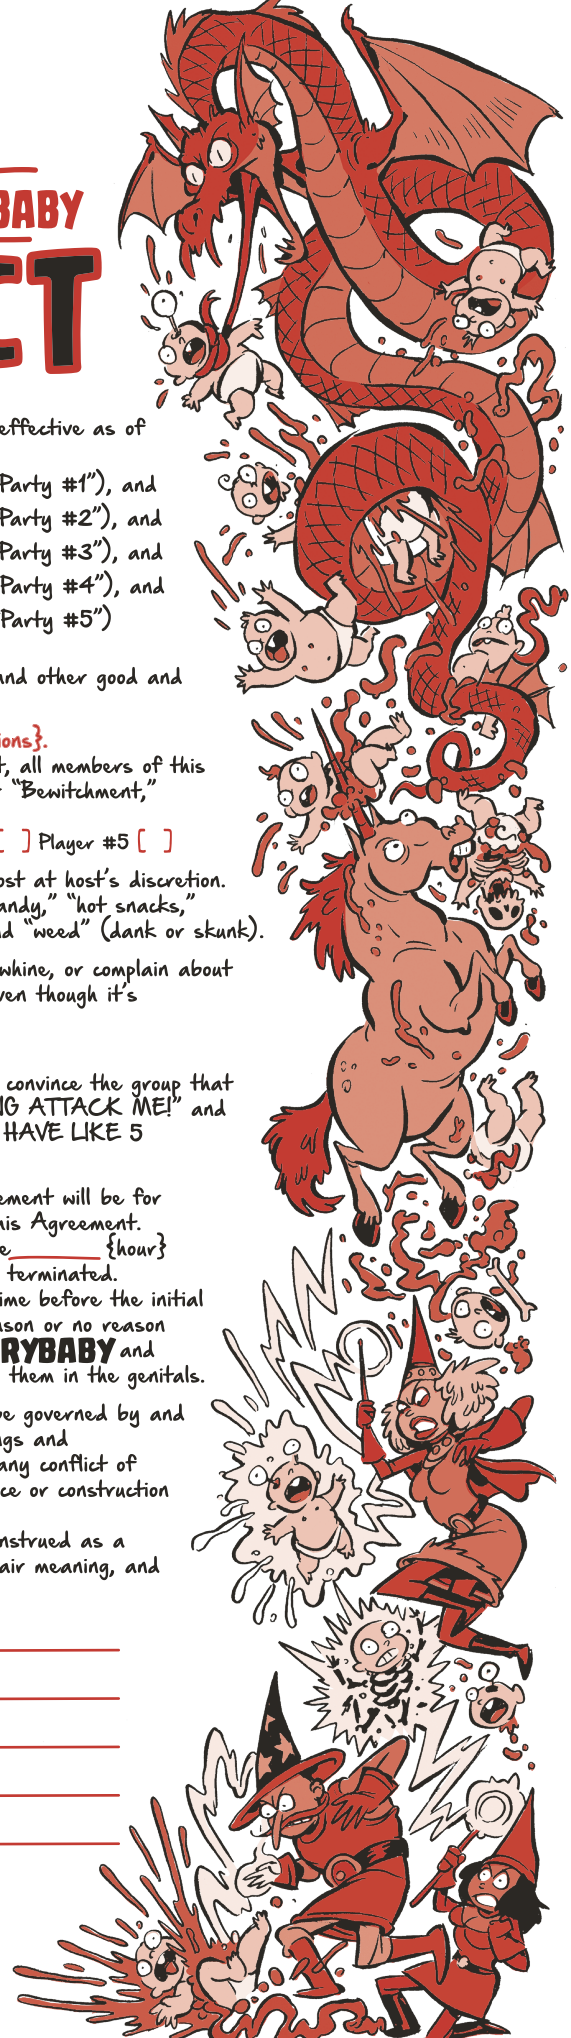 BABY
CT
effective as of
Party #1"), and
Party #2"), and
Party #3"), and
Party #4"), and
Party #5")
and other good and
ions}.
t, all members of this
r "Bewitchment,"
[ ] Player #5 [ ]
ost at host's discretion.
andy," "hot snacks,"
d "weed" (dank or skunk).
whine, or complain about
ven though it's
convince the group that
NG ATTACK ME!" and
HAVE LIKE 5
ement will be for
his Agreement.
e________ {hour}
terminated.
ime before the initial
ason or no reason
RYBABY and
them in the genitals.
be governed by and
ngs and
any conflict of
ce or construction
nstrued as a
air meaning, and